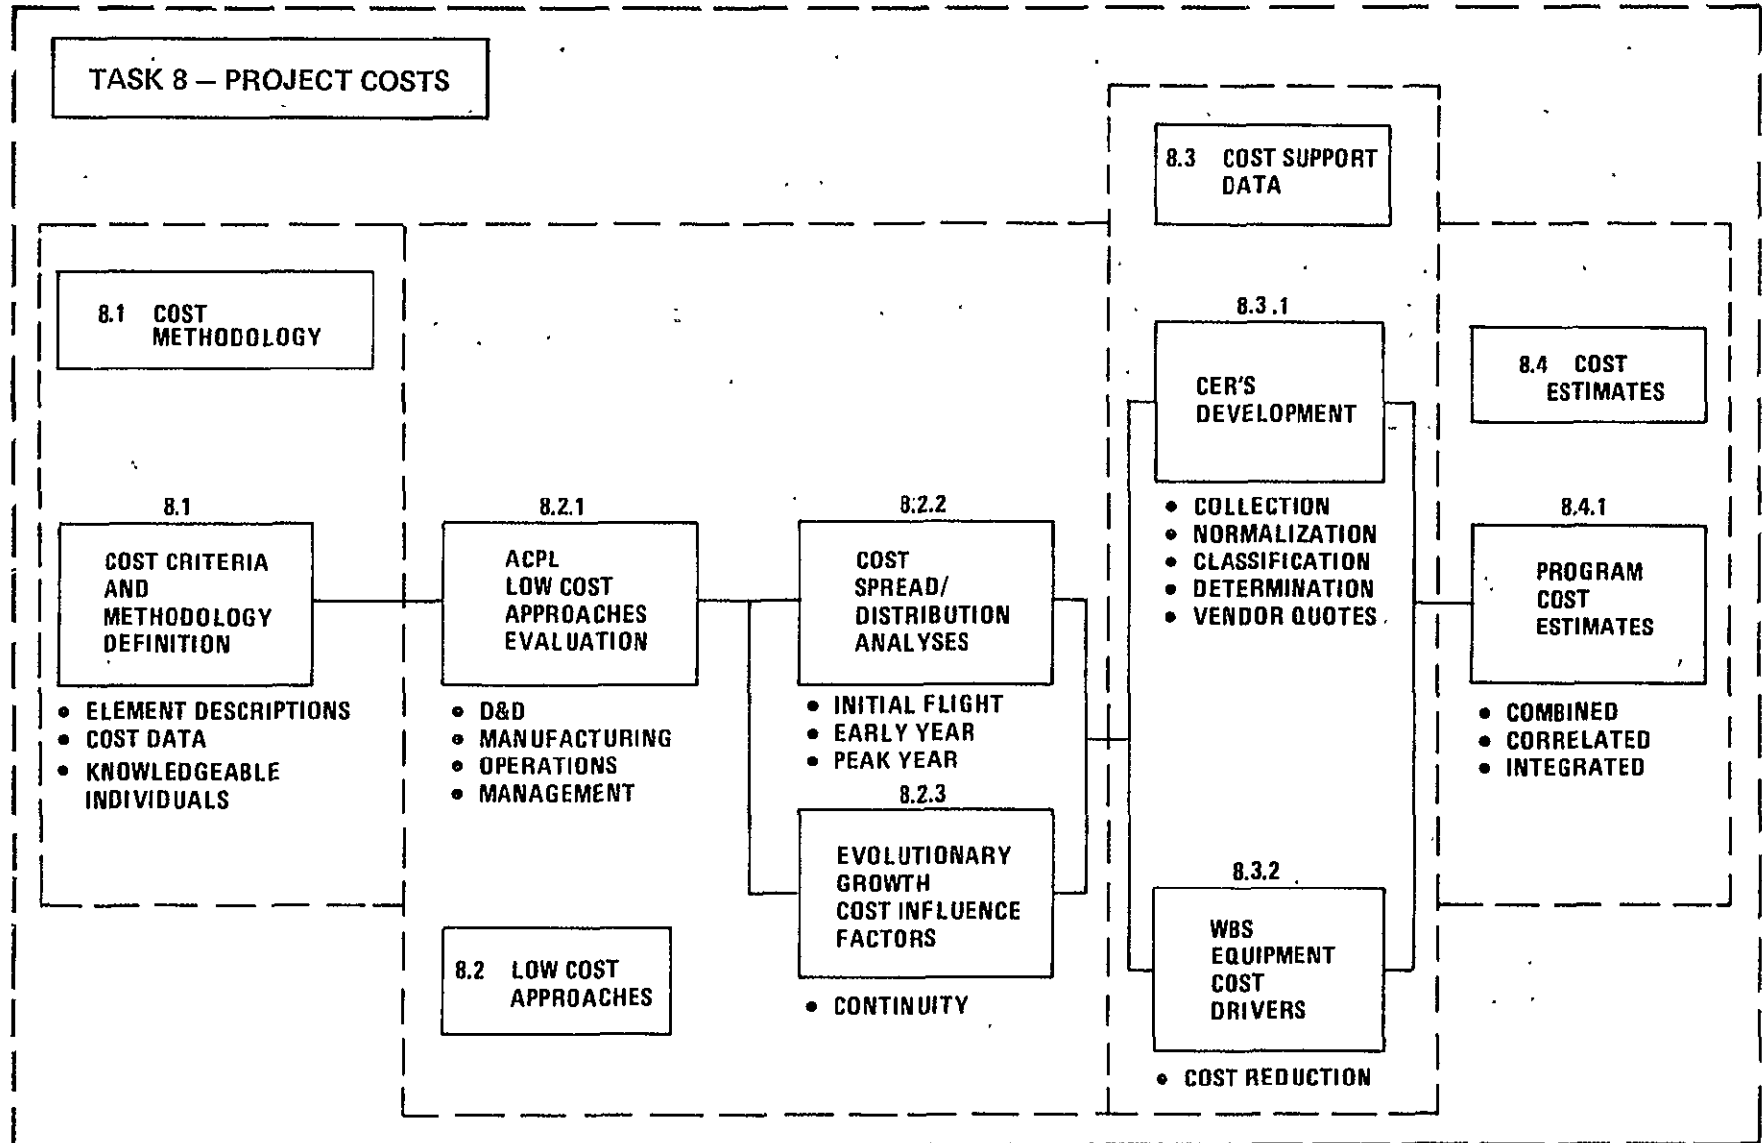 TASK 8 — PROJECT COSTS
8.1 COST
METHODOLOGY
8.1
COST CRITERIA
AND
METHODOLOGY
DEFINITION
• ELEMENT DESCRIPTIONS
• COST DATA
• KNOWLEDGEABLE
INDIVIDUALS
8.2.1
ACPL
LOW COST
APPROACHES
EVALUATION
• D&D
• MANUFACTURING
• OPERATIONS
• MANAGEMENT
8.2 LOW COST
APPROACHES
8.2.2
COST
SPREAD/
DISTRIBUTION
ANALYSES
• INITIAL FLIGHT
• EARLY YEAR
• PEAK YEAR
8.2.3
EVOLUTIONARY
GROWTH
COST INFLUENCE
FACTORS
• CONTINUITY
8.3 COST SUPPORT
DATA
8.3.1
CER'S
DEVELOPMENT
• COLLECTION
• NORMALIZATION
• CLASSIFICATION
• DETERMINATION
• VENDOR QUOTES
8.3.2
WBS
EQUIPMENT
COST
DRIVERS
• COST REDUCTION
8.4 COST
ESTIMATES
8.4.1
PROGRAM
COST
ESTIMATES
• COMBINED
• CORRELATED
• INTEGRATED